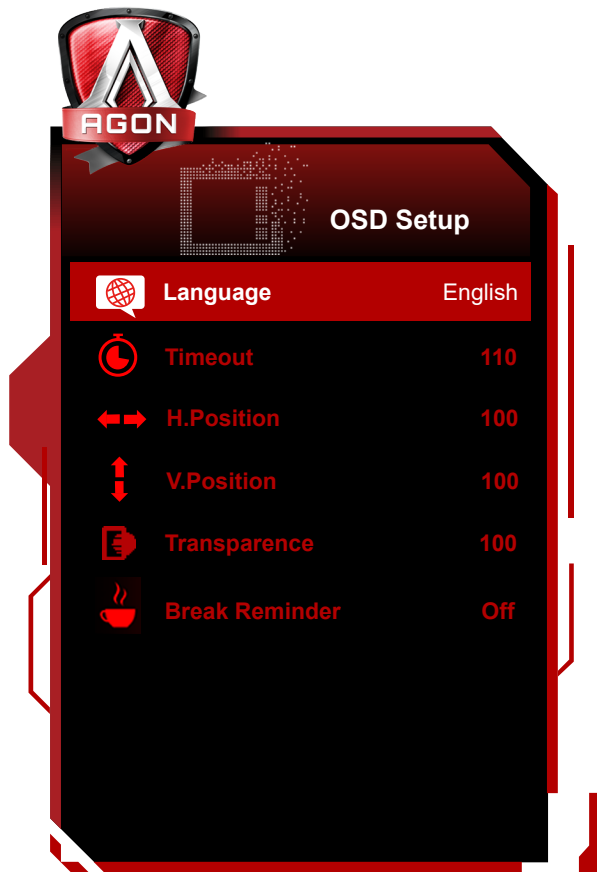 AGON
OSD Setup
Language English
Timeout 110
H.Position 100
V.Position 100
Transparence 100
Break Reminder Off